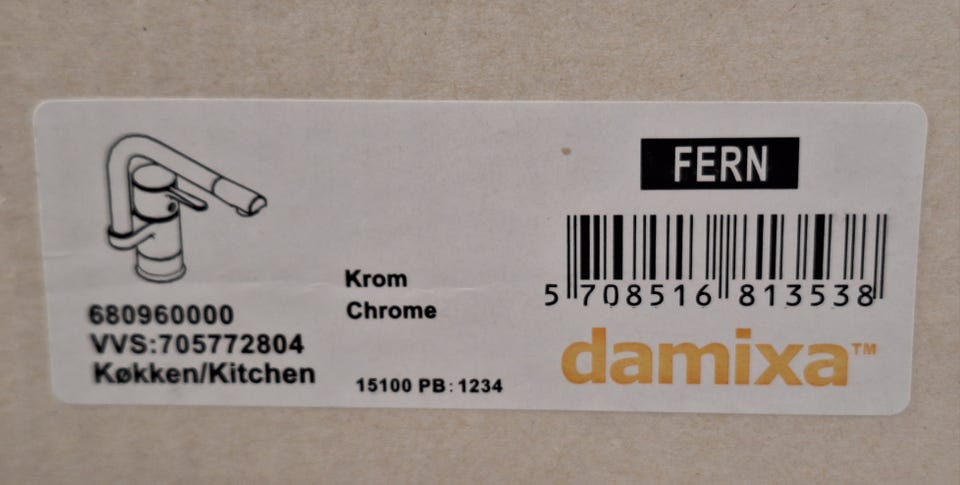 FERN
5 708516 813538
damixa™
Krom
Chrome
680960000
VVS:705772804
Køkken/Kitchen
15100 PB:1234